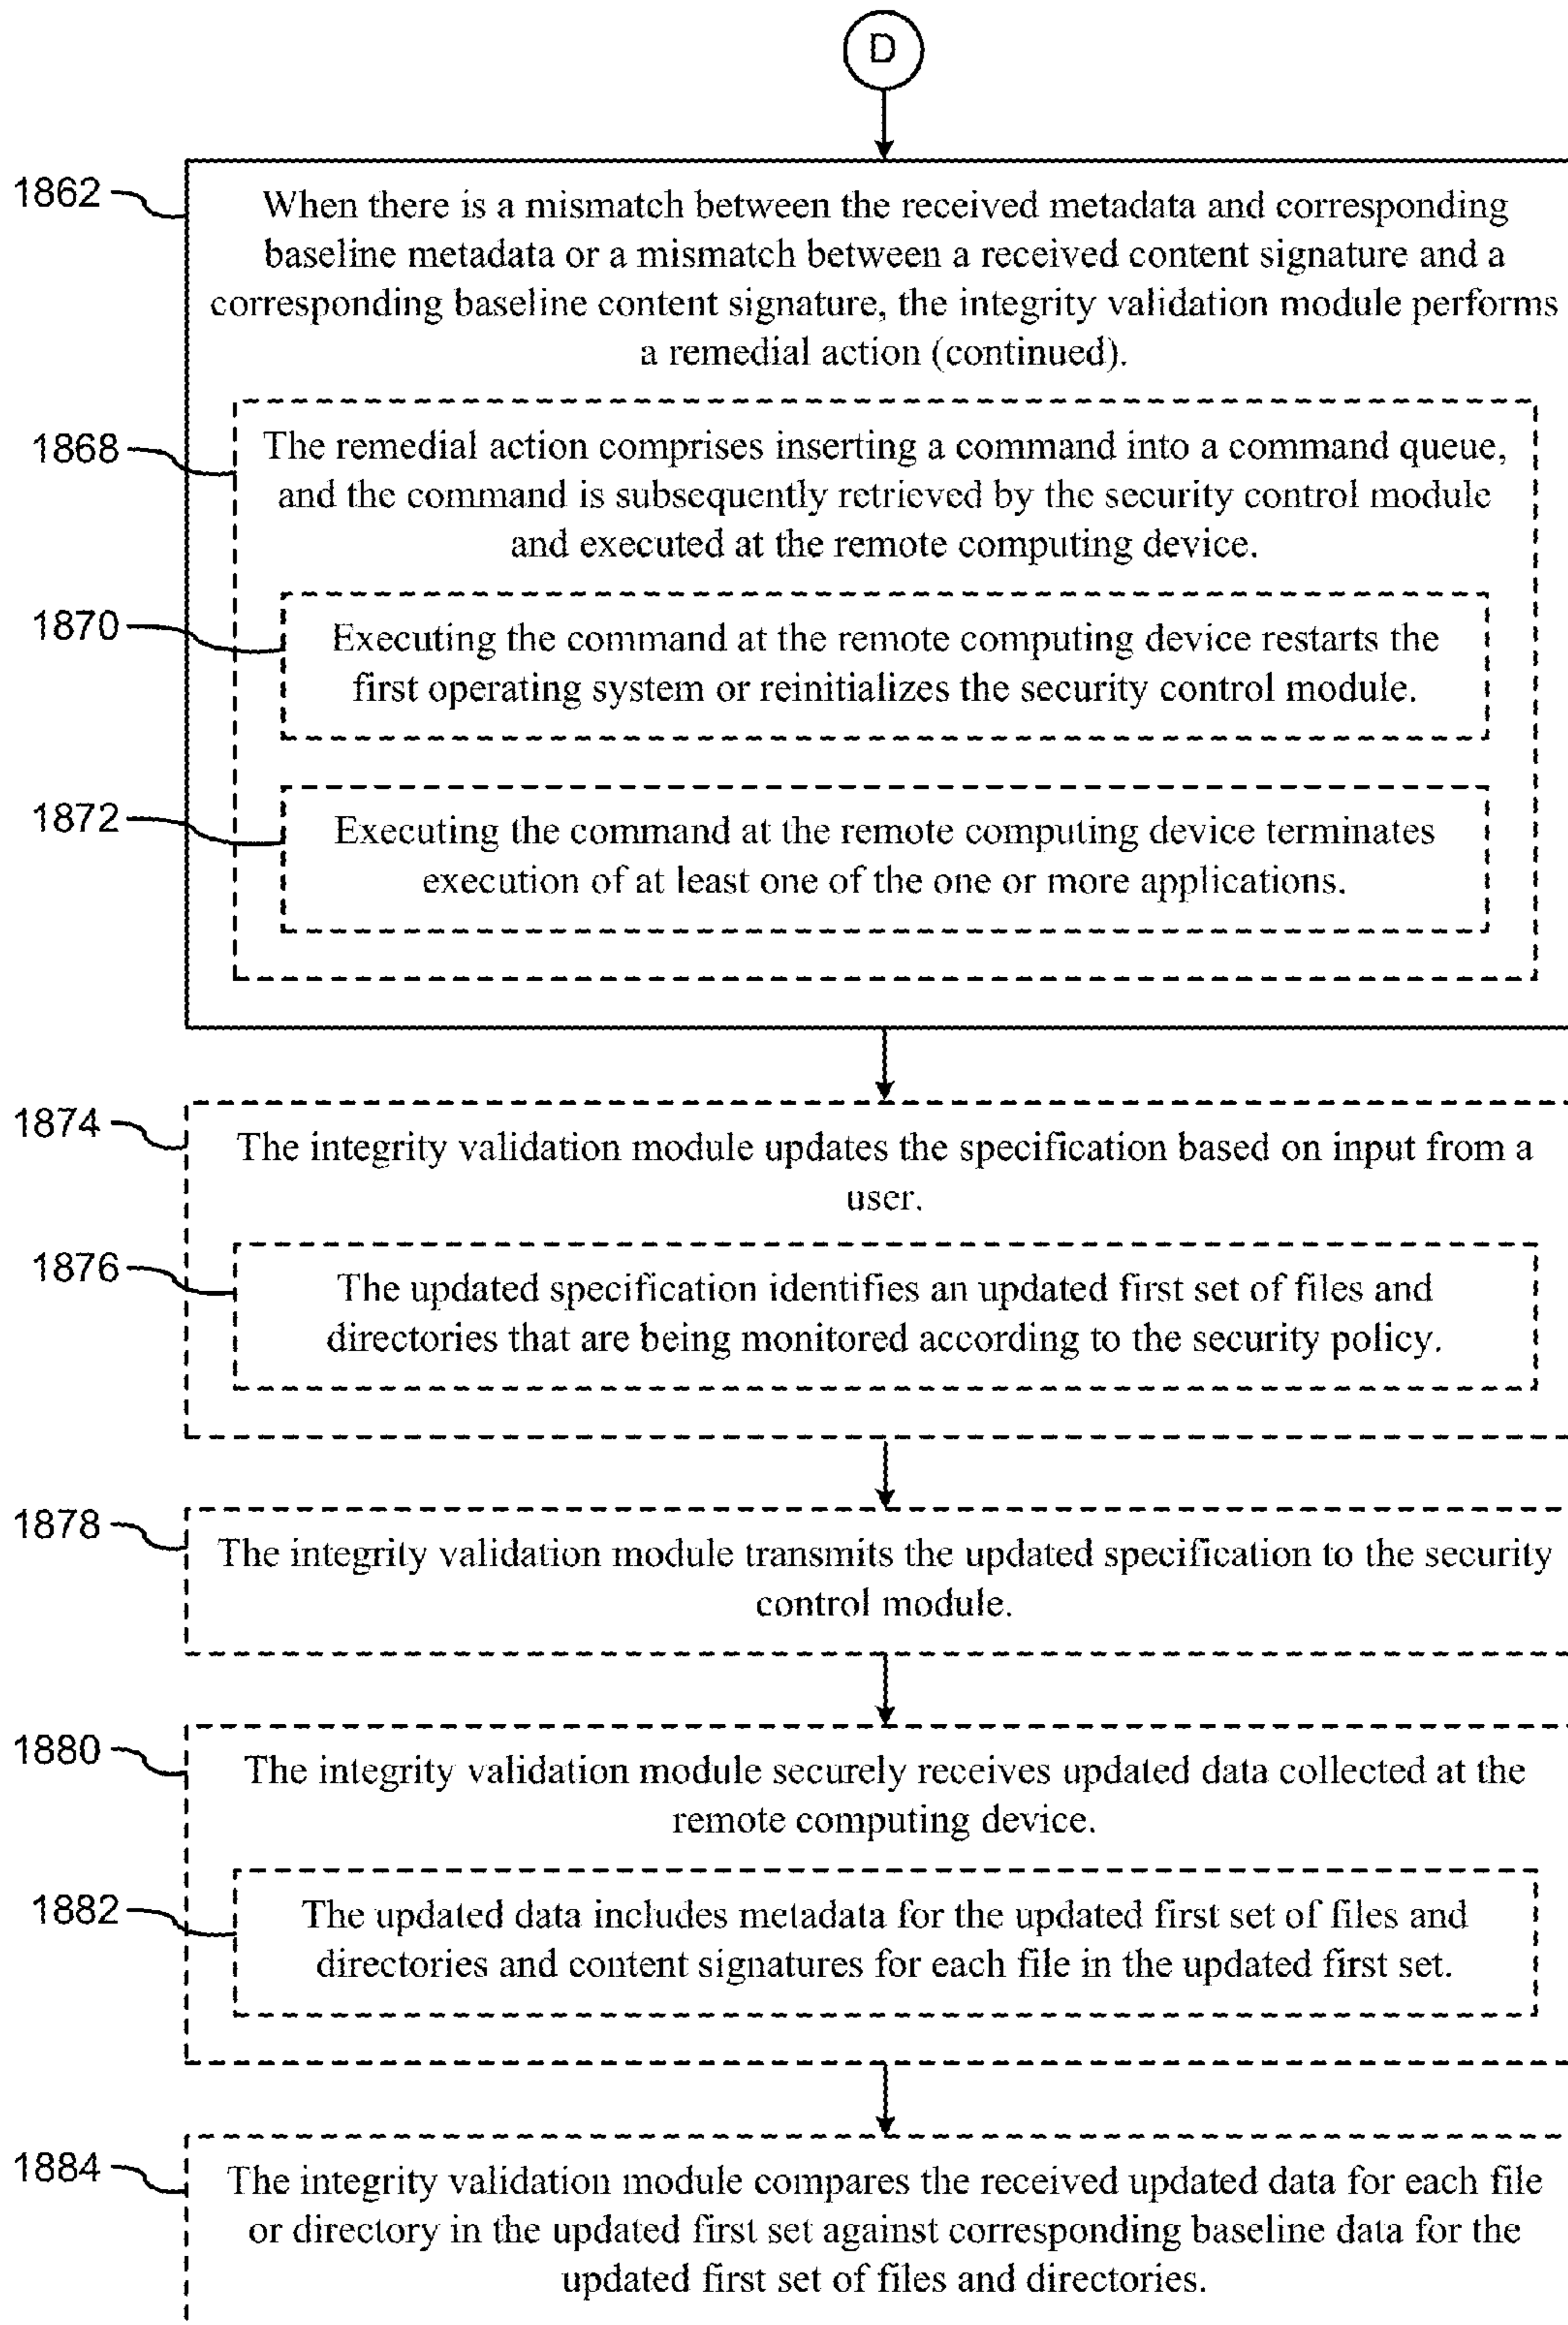 D
1862
When there is a mismatch between the received metadata and corresponding
baseline metadata or a mismatch between a received content signature and a
corresponding baseline content signature, the integrity validation module performs
a remedial action (continued).
1868
The remedial action comprises inserting a command into a command queue,
and the command is subsequently retrieved by the security control module
and executed at the remote computing device.
1870
Executing the command at the remote computing device restarts the
first operating system or reinitializes the security control module.
1872
Executing the command at the remote computing device terminates
execution of at least one of the one or more applications.
1874
The integrity validation module updates the specification based on input from a
user.
1876
The updated specification identifies an updated first set of files and
directories that are being monitored according to the security policy.
1878
The integrity validation module transmits the updated specification to the security
control module.
1880
The integrity validation module securely receives updated data collected at the
remote computing device.
1882
The updated data includes metadata for the updated first set of files and
directories and content signatures for each file in the updated first set.
1884
The integrity validation module compares the received updated data for each file
or directory in the updated first set against corresponding baseline data for the
updated first set of files and directories.